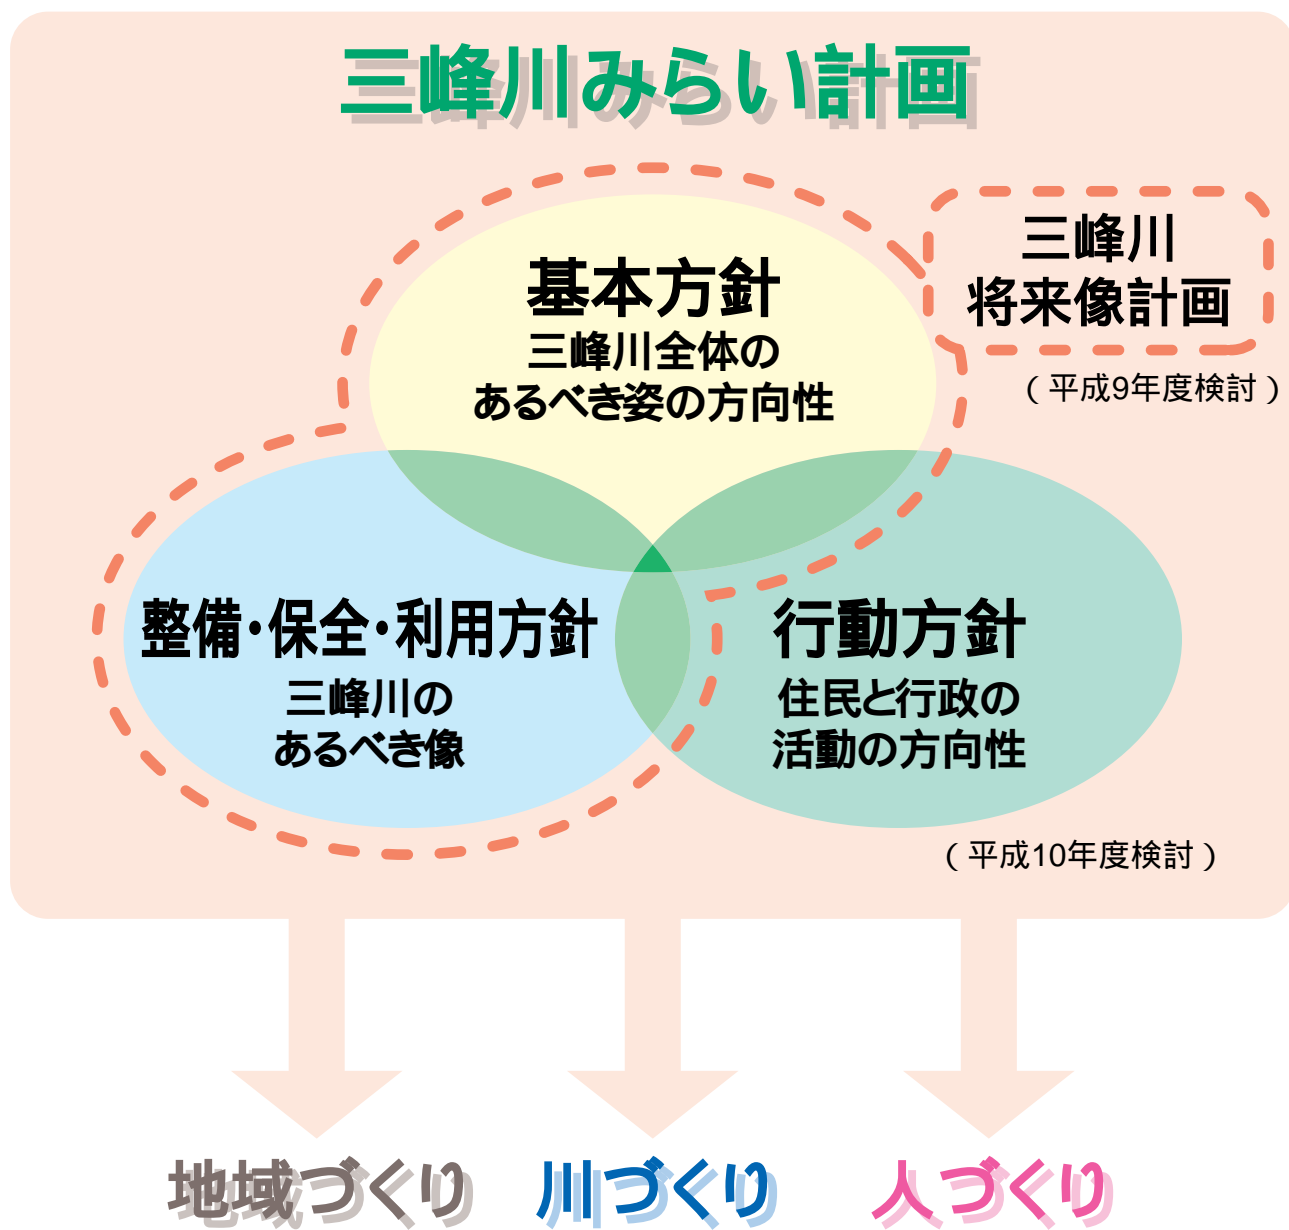 三峰川みらい計画
基本方針
三峰川全体の
あるべき姿の方向性
三峰川
将来像計画
（平成9年度検討）
整備・保全・利用方針
三峰川の
あるべき像
行動方針
住民と行政の
活動の方向性
（平成10年度検討）
地域づくり
川づくり
人づくり